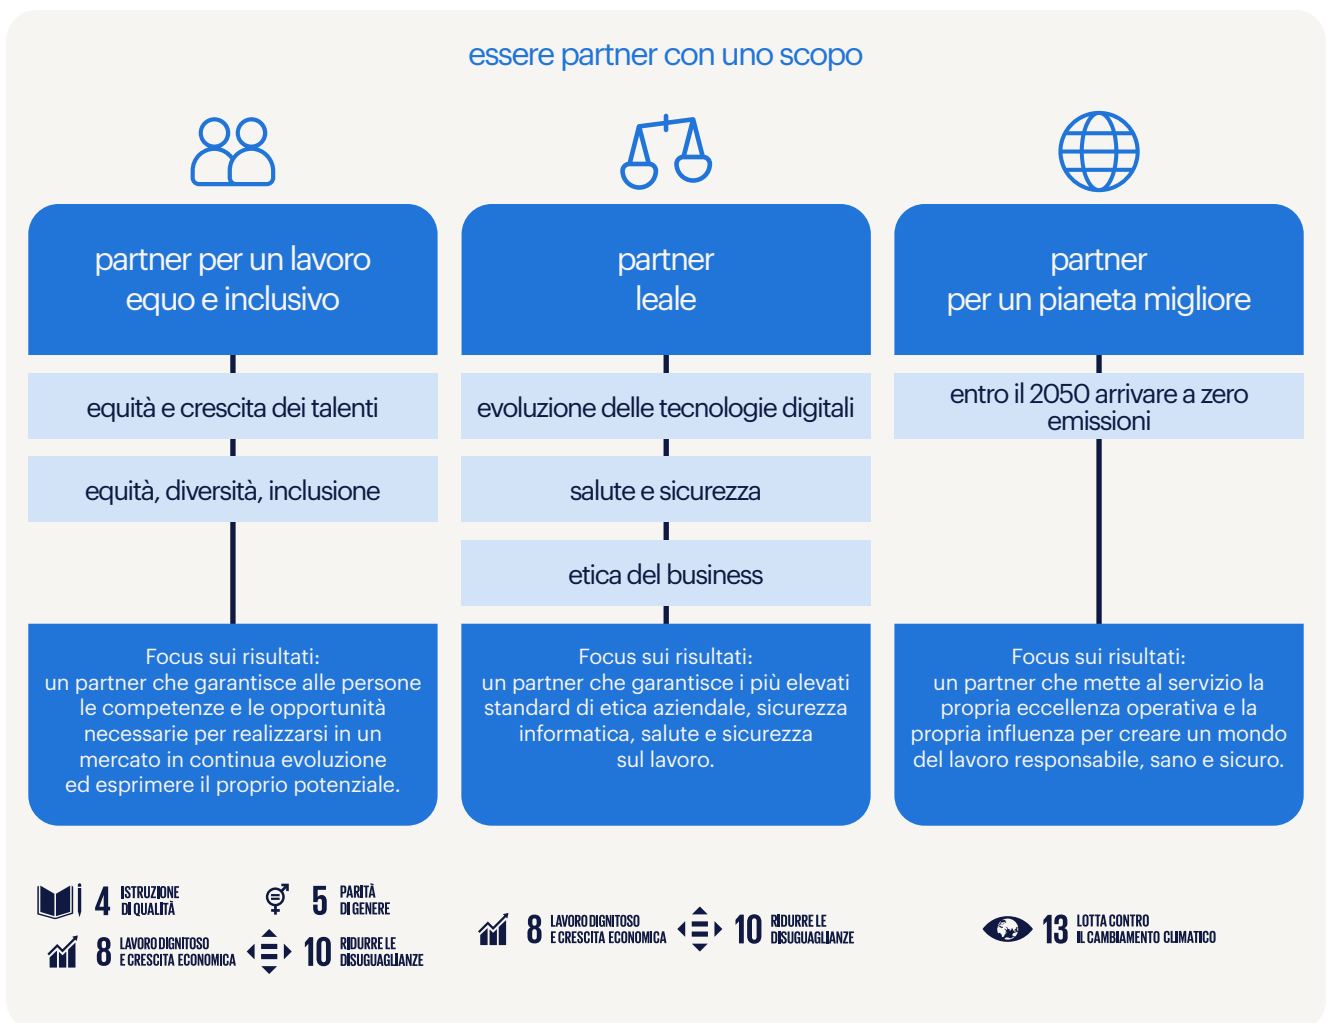 essere partner con uno scopo
partner per un lavoro
equo e inclusivo
equità e crescita dei talenti
equità, diversità, inclusione
Focus sui risultati:
un partner che garantisce alle persone
le competenze e le opportunità
necessarie per realizzarsi in un
mercato in continua evoluzione
ed esprimere il proprio potenziale.
4 ISTRUZIONE
DI QUALITÀ
5 PARITÀ
DI GENERE
8 LAVORO DIGNITOSO
E CRESCITA ECONOMICA
10 RIDURRE LE
DISUGUAGLIANZE
partner
leale
evoluzione delle tecnologie digitali
salute e sicurezza
etica del business
Focus sui risultati:
un partner che garantisce i più elevati
standard di etica aziendale, sicurezza
informatica, salute e sicurezza
sul lavoro.
8 LAVORO DIGNITOSO
E CRESCITA ECONOMICA
10 RIDURRE LE
DISUGUAGLIANZE
partner
per un pianeta migliore
entro il 2050 arrivare a zero
emissioni
Focus sui risultati:
un partner che mette al servizio la
propria eccellenza operativa e la
propria influenza per creare un mondo
del lavoro responsabile, sano e sicuro.
13 LOTTA CONTRO
IL CAMBIAMENTO CLIMATICO